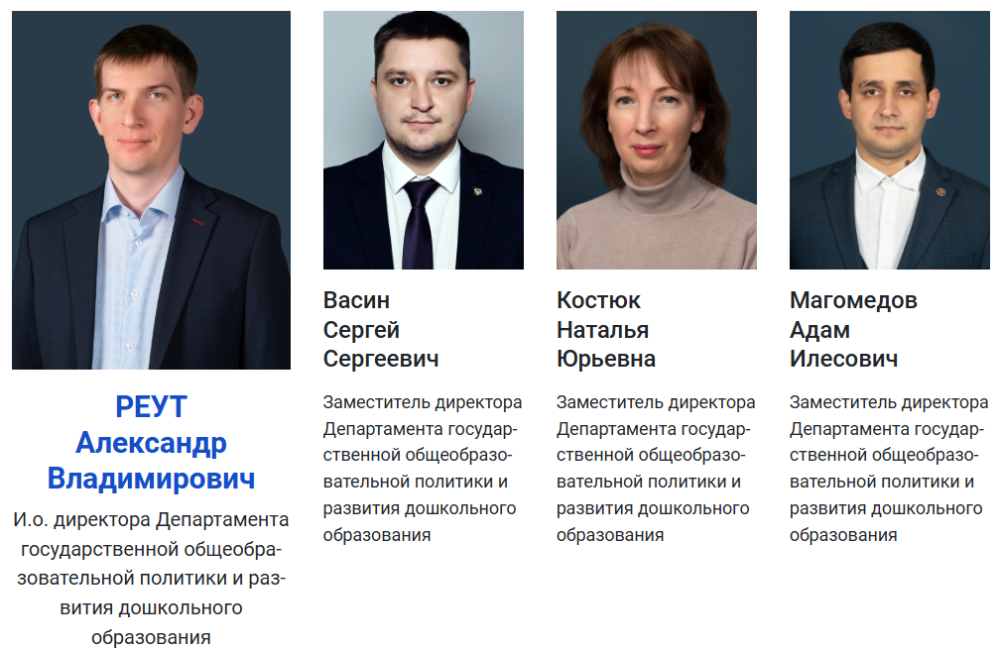 РЕУТ
Александр
Владимирович
И.о. директора Департамента
государственной общеобра-
зовательной политики и раз-
вития дошкольного
образования
Васин
Сергей
Сергеевич
Заместитель директора
Департамента государ-
ственной общеобразо-
вательной политики и
развития дошкольного
образования
Костюк
Наталья
Юрьевна
Заместитель директора
Департамента государ-
ственной общеобразо-
вательной политики и
развития дошкольного
образования
Магомедов
Адам
Илесович
Заместитель директора
Департамента государ-
ственной общеобразо-
вательной политики и
развития дошкольного
образования